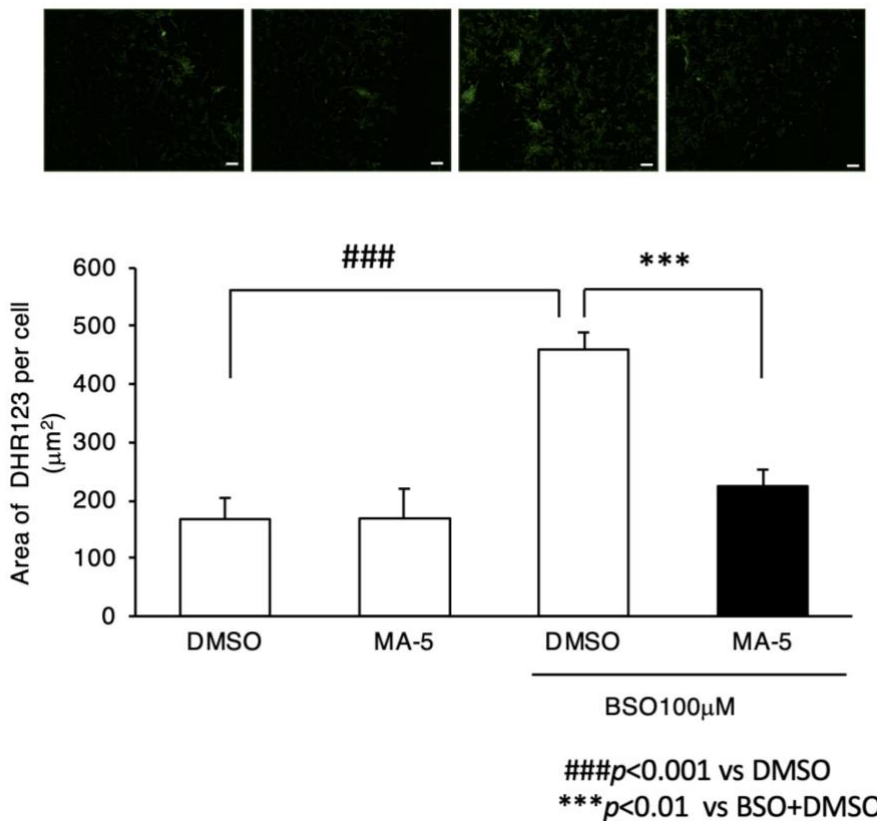 ###
***
600
500
400
300
200
100
0
Area of DHR123 per cell
(μm²)
DMSO
MA-5
DMSO
MA-5
BSO100μM
###p<0.001 vs DMSO
***p<0.01 vs BSO+DMSO